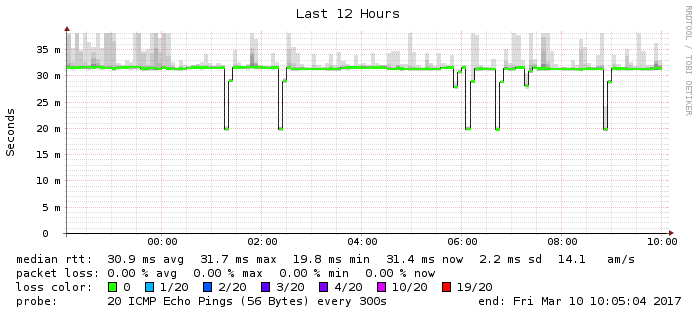 Last 12 Hours
RRDTOOL / TOBI OETIKER
Seconds
35 m
30 m
25 m
20 m
15 m
10 m
5 m
0
00:00 02:00 04:00 06:00 08:00 10:00
median rtt: 30.9 ms avg 31.7 ms max 19.8 ms min 31.4 ms now 2.2 ms sd 14.1 am/s
packet loss: 0.00 % avg 0.00 % max 0.00 % min 0.00 % now
loss color: 0 1/20 2/20 3/20 4/20 10/20 19/20
probe: 20 ICMP Echo Pings (56 Bytes) every 300s end: Fri Mar 10 10:05:04 2017